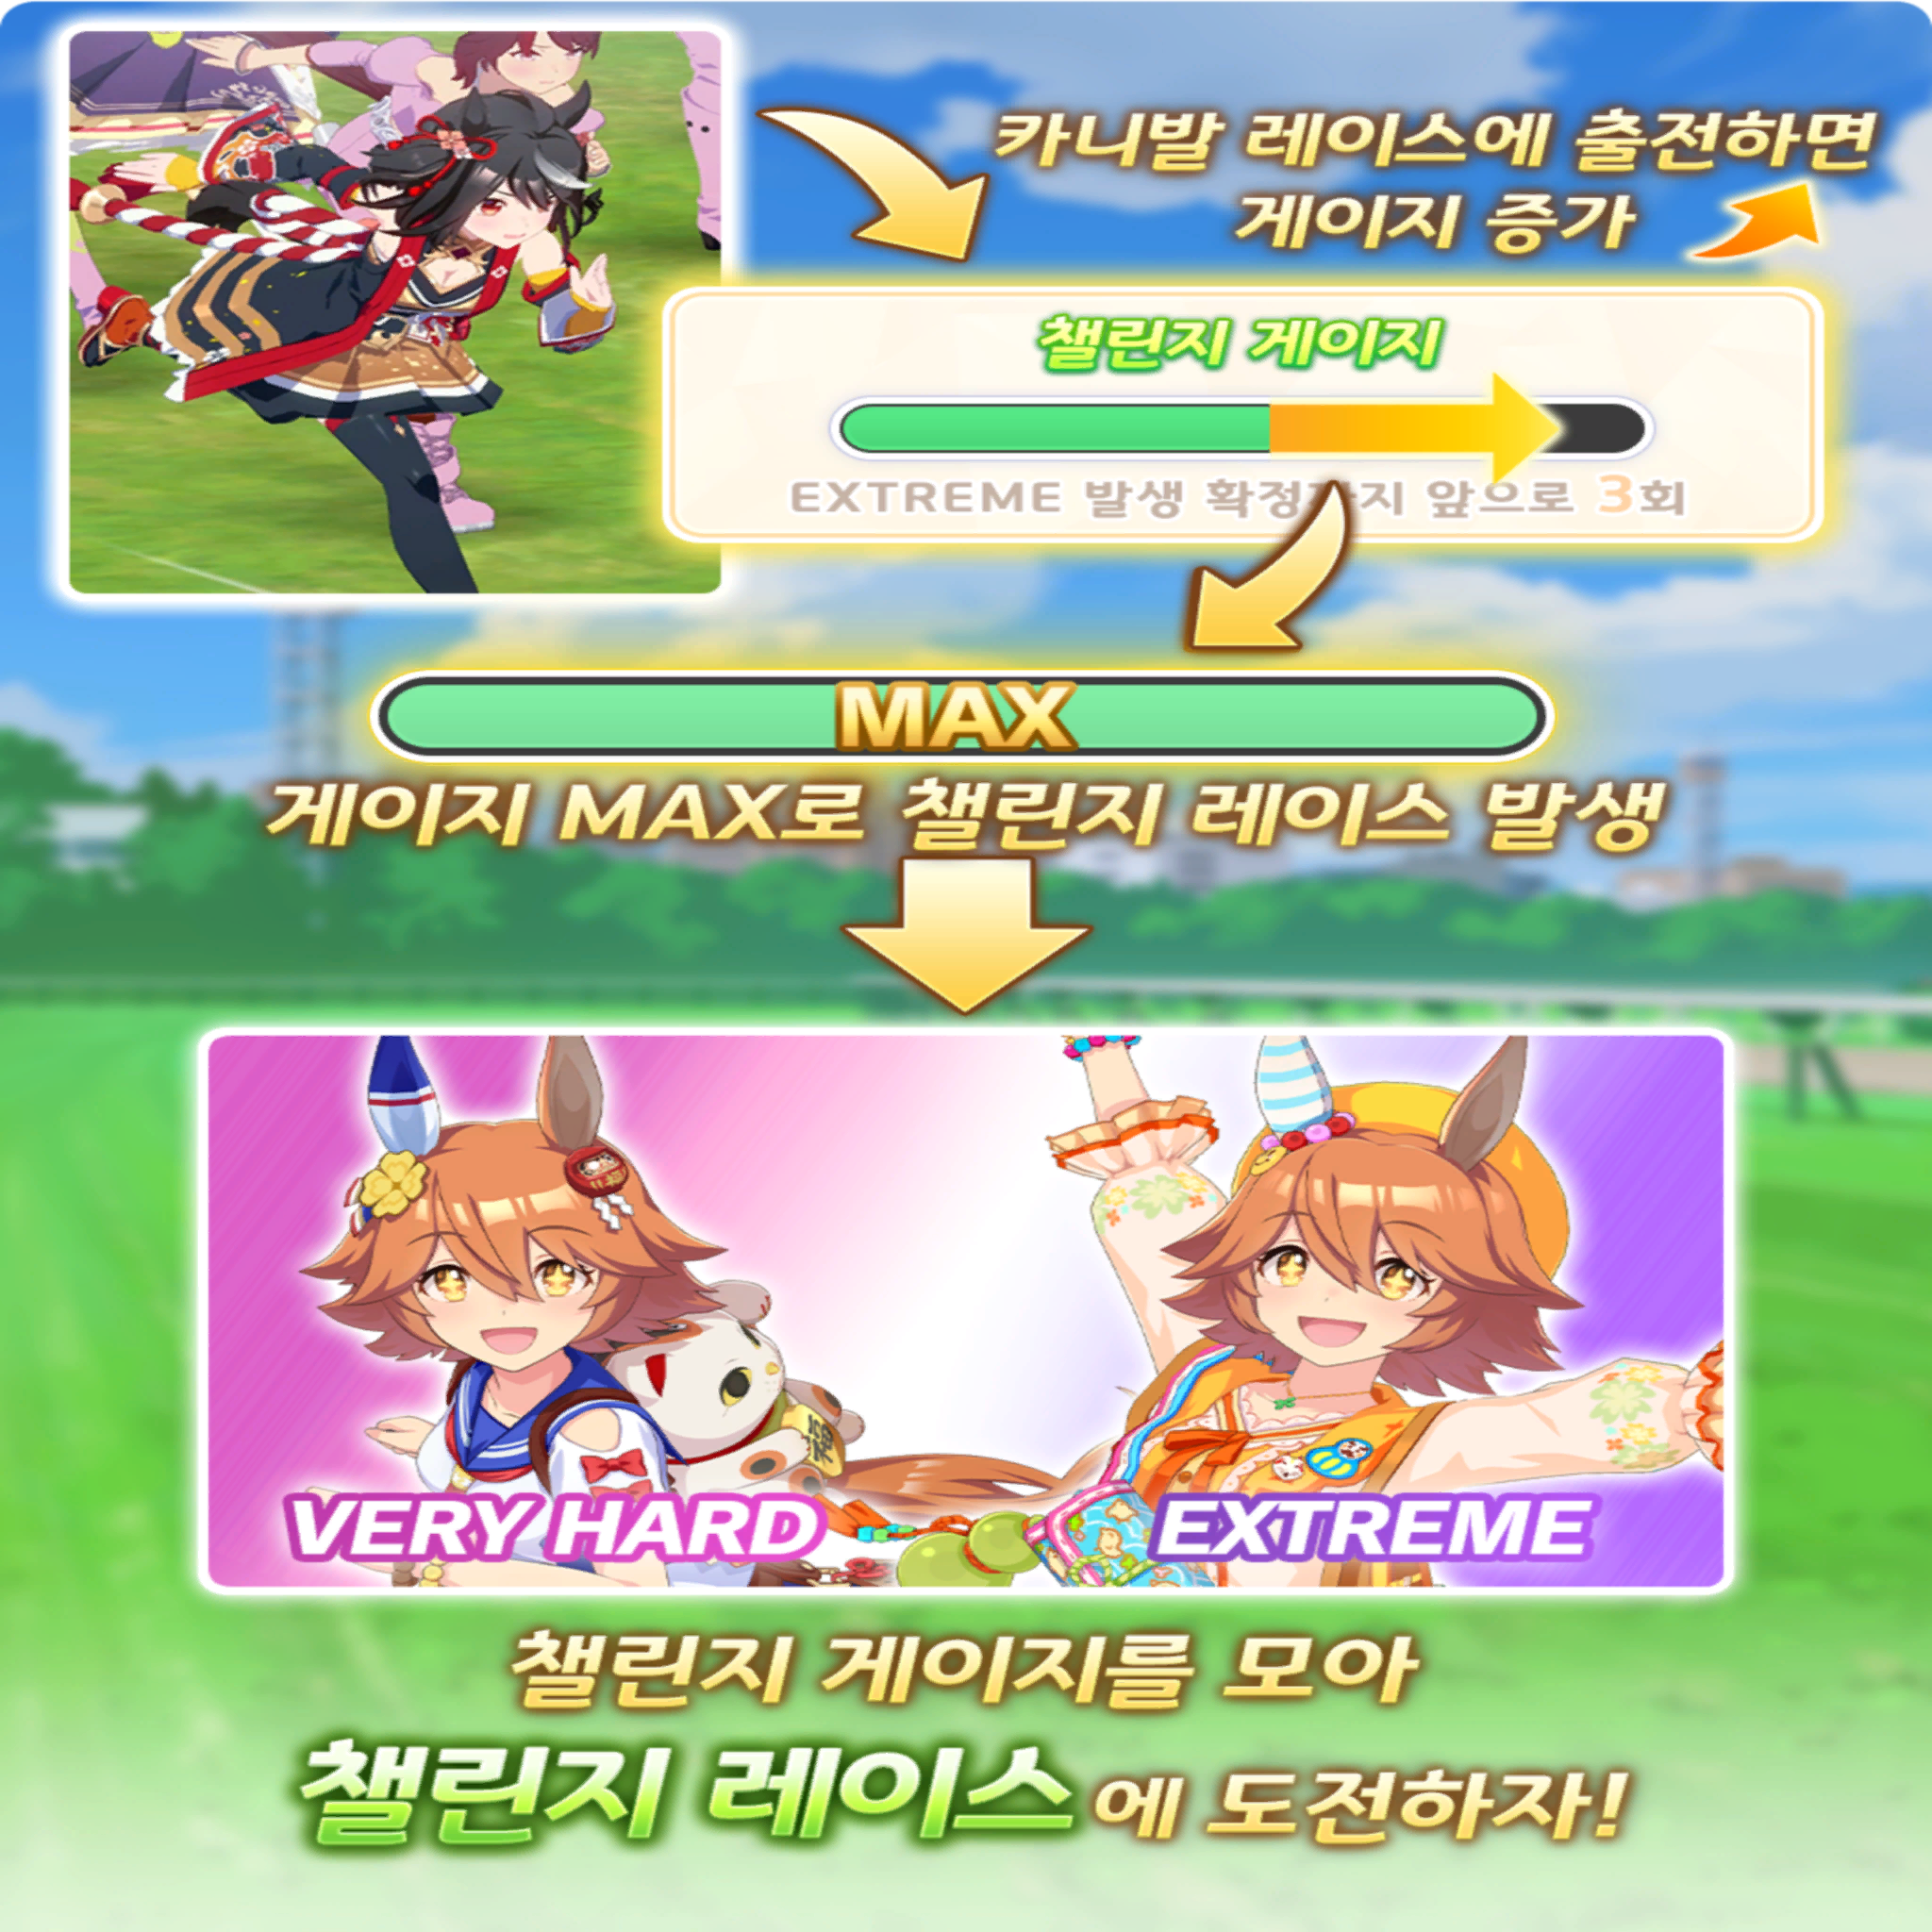 카니발 레이스에 출전하면
게이지 증가
챌린지 게이지
EXTREME 발생 확정까지 앞으로 3회
MAX
게이지 MAX로 챌린지 레이스 발생
VERY HARD
EXTREME
챌린지 게이지를 모아
챌린지 레이스에 도전하자!